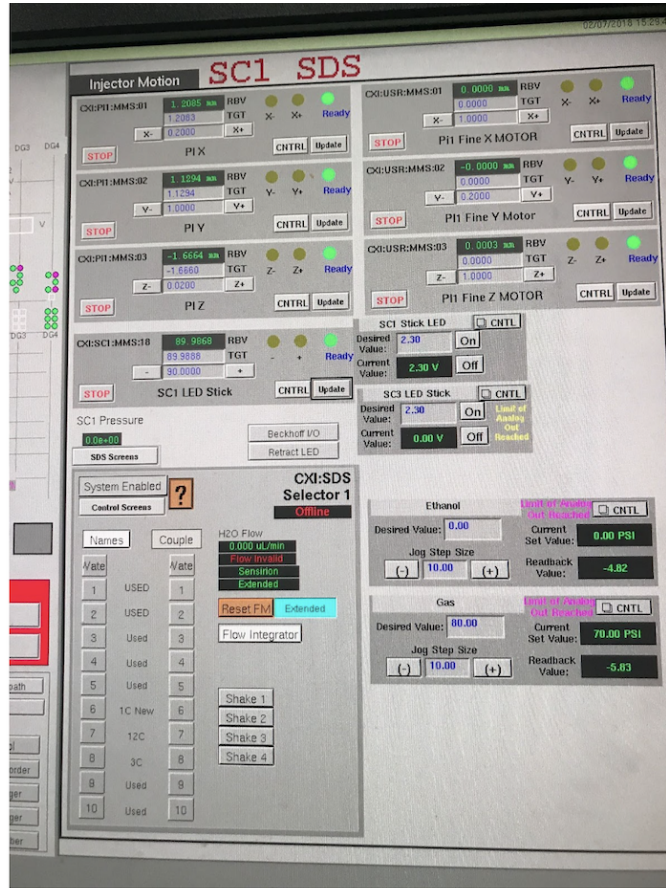 02/07/2018 15:29:4
SC1 SDS
Injector Motion
CXI:PI1:MMS:01 1.2085 mm RBV
1.2083 TGT X- X+ Ready
X- 0.2000 X+
STOP PI X CNTRL Update
CXI:USR:MMS:01 0.0000 mm RBV
0.0000 TGT X- X+ Ready
X- 1.0000 X+
STOP Pi1 Fine X MOTOR CNTRL Update
DG3 DG4
CXI:PI1:MMS:02 1.1294 mm RBV
1.1294 TGT Y- Y+ Ready
Y- 1.0000 Y+
STOP PI Y CNTRL Update
CXI:USR:MMS:02 -0.0000 mm RBV
0.0000 TGT Y- Y+ Ready
Y- 0.2000 Y+
STOP PI1 Fine Y Motor CNTRL Update
V
CXI:PI1:MMS:03 -1.6664 mm RBV
-1.6660 TGT Z- Z+ Ready
Z- 0.0200 Z+
STOP PI Z CNTRL Update
CXI:USR:MMS:03 0.0003 mm RBV
0.0000 TGT Z- Z+ Ready
Z- 1.0000 Z+
STOP PI1 Fine Z MOTOR CNTRL Update
DG3 DG4
CXI:SC1:MMS:18 89.9868 RBV
89.9888 TGT - + Ready
- 90.0000 +
STOP SC1 LED Stick CNTRL Update
SC1 Stick LED CNTL
Desired Value: 2.30 On
Current Value: 2.30 V Off
SC3 LED Stick CNTL
Desired Value: 2.30 On
Current Value: 0.00 V Off
Limit of Analog Out Reached
SC1 Pressure
0.0e+00
SDS Screens
Beckhoff I/O
Retract LED
System Enabled ?
Control Screens
CXI:SDS
Selector 1
Offline
Names Couple
Vate Vate
1 USED 1
2 USED 2
3 Used 3
4 Used 4
5 Used 5
6 1C New 6
7 12C 7
8 3C 8
9 Used 9
10 Used 10
H2O Flow
0.000 uL/min
Flow Invalid
Sensirion
Extended
Reset FM Extended
Flow Integrator
Shake 1
Shake 2
Shake 3
Shake 4
Ethanol
Limit of Analog Out Reached
CNTL
Desired Value: 0.00
Current Set Value: 0.00 PSI
Jog Step Size
(-) 10.00 (+)
Readback Value: -4.82
Gas
Limit of Analog Out Reached
CNTL
Desired Value: 80.00
Current Set Value: 70.00 PSI
Jog Step Size
(-) 10.00 (+)
Readback Value: -5.83